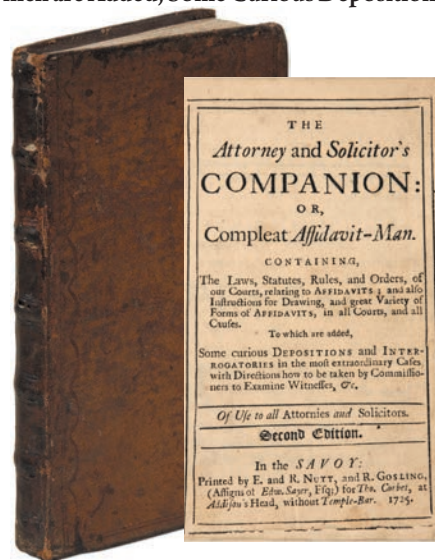 THE
Attorney and Solicitor's
COMPANION:
OR,
Compleat Affidavit-Man.
CONTAINING,
The Laws, Statutes, Rules, and Orders, of
our Courts, relating to AFFIDAVITS; and also
Instructions for Drawing, and great Variety of
Forms of AFFIDAVITS, in all Courts, and all
Causes.
To which are added,
Some curious DEPOSITIONS and INTER-
ROGATORIES in the most extraordinary Cases,
with Directions how to be taken by Commissio-
ners to Examine Witnesses, &c.
Of Use to all Attornies and Solicitors.
Second Edition.
In the SAVOY:
Printed by E. and R. NUTT, and R. GOSLING,
(Assigns of Edw. Sayer, Esq;) for Tho. Corbet, at
Addison's Head, without Temple-Bar. 1725.